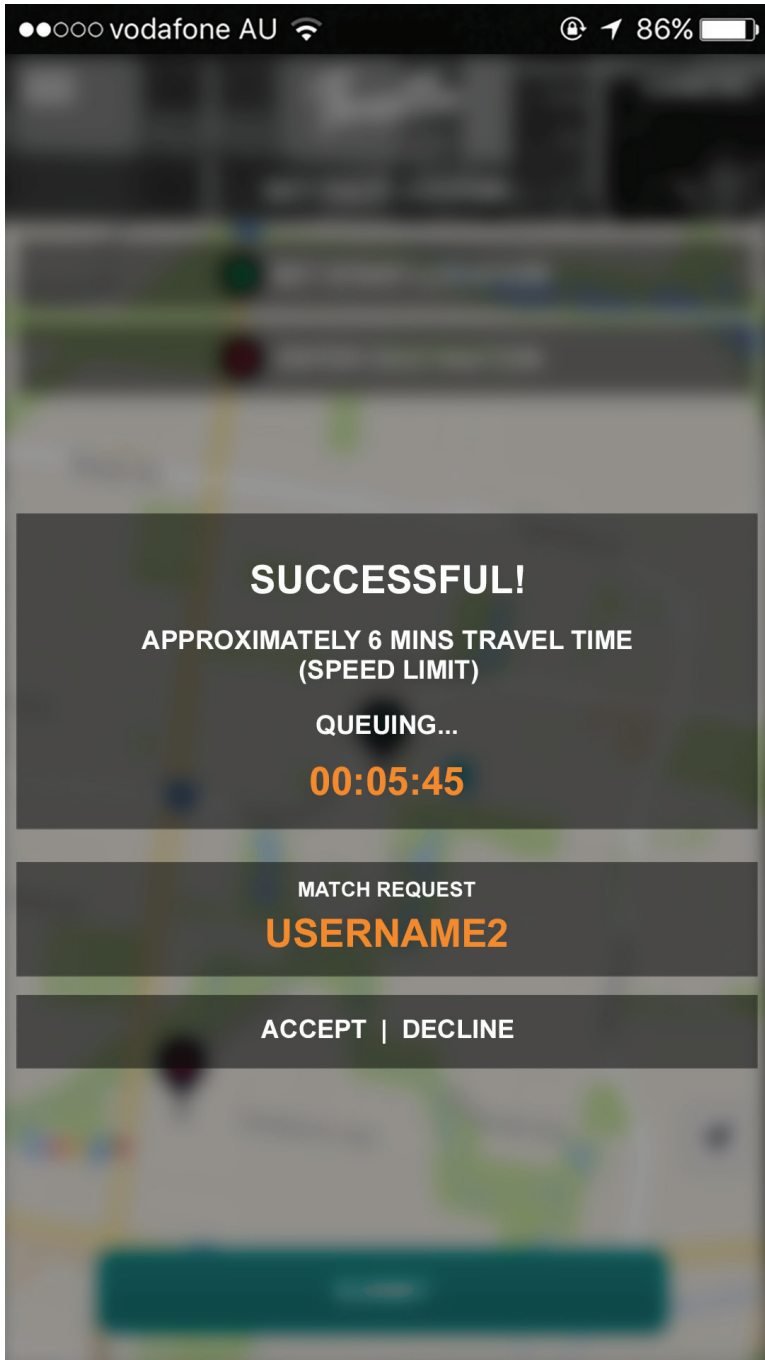 vodafone AU 86%
SUCCESSFUL!
APPROXIMATELY 6 MINS TRAVEL TIME
(SPEED LIMIT)
QUEUING...
00:05:45
MATCH REQUEST
USERNAME2
ACCEPT | DECLINE